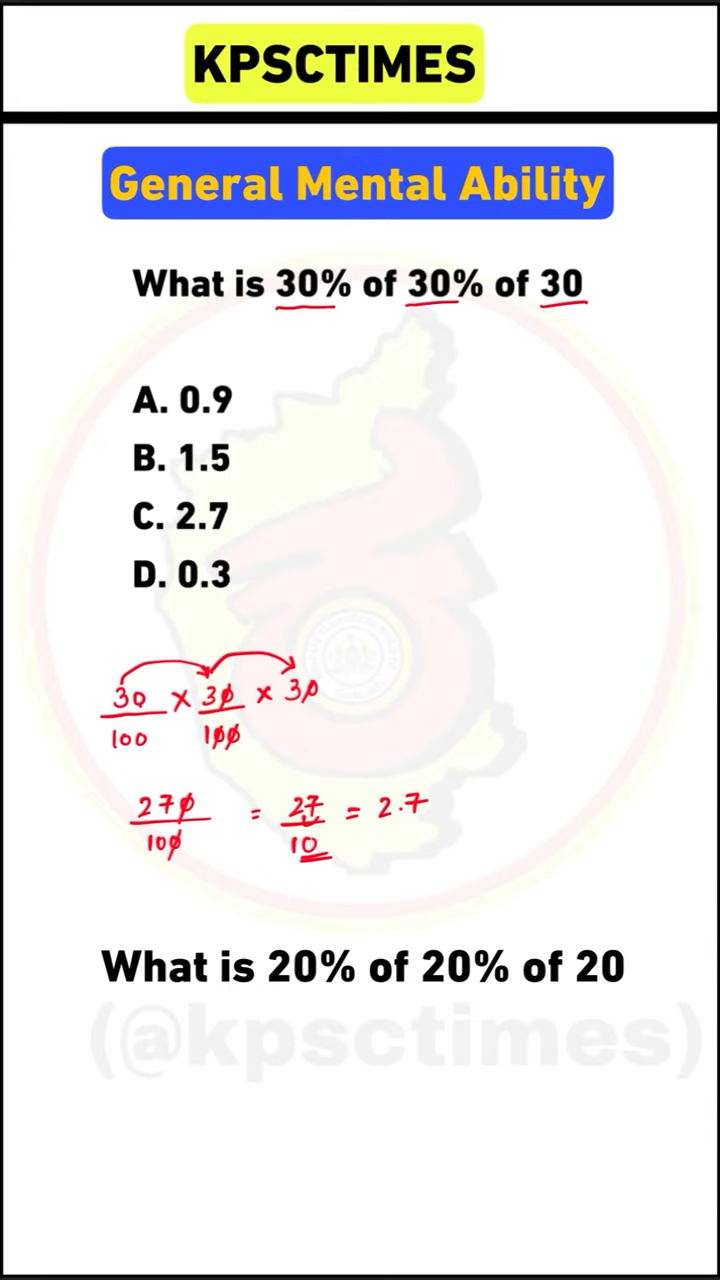 KPSCTIMES
General Mental Ability
What is 30% of 30% of 30
A. 0.9
B. 1.5
C. 2.7
D. 0.3
30/100 × 30/100 × 30
270/100 = 27/10 = 2.7
What is 20% of 20% of 20
(@kpsctimes)